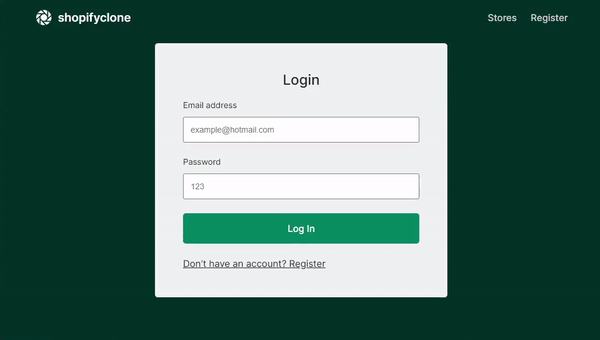 shopifyclone
Stores Register
Login
Email address
example@hotmail.com
Password
123
Log In
Don't have an account? Register